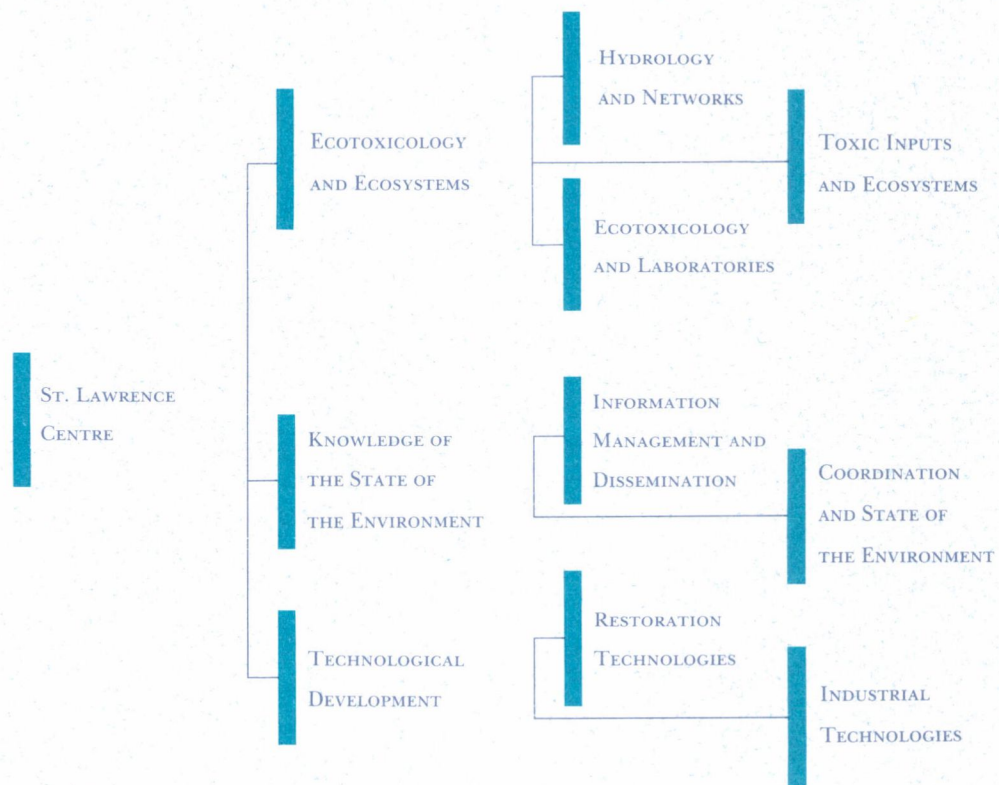 St. Lawrence
Centre
Ecotoxicology
and Ecosystems
Knowledge of
the State of
the Environment
Technological
Development
Hydrology
and Networks
Toxic Inputs
and Ecosystems
Ecotoxicology
and Laboratories
Information
Management and
Dissemination
Coordination
and State of
the Environment
Restoration
Technologies
Industrial
Technologies